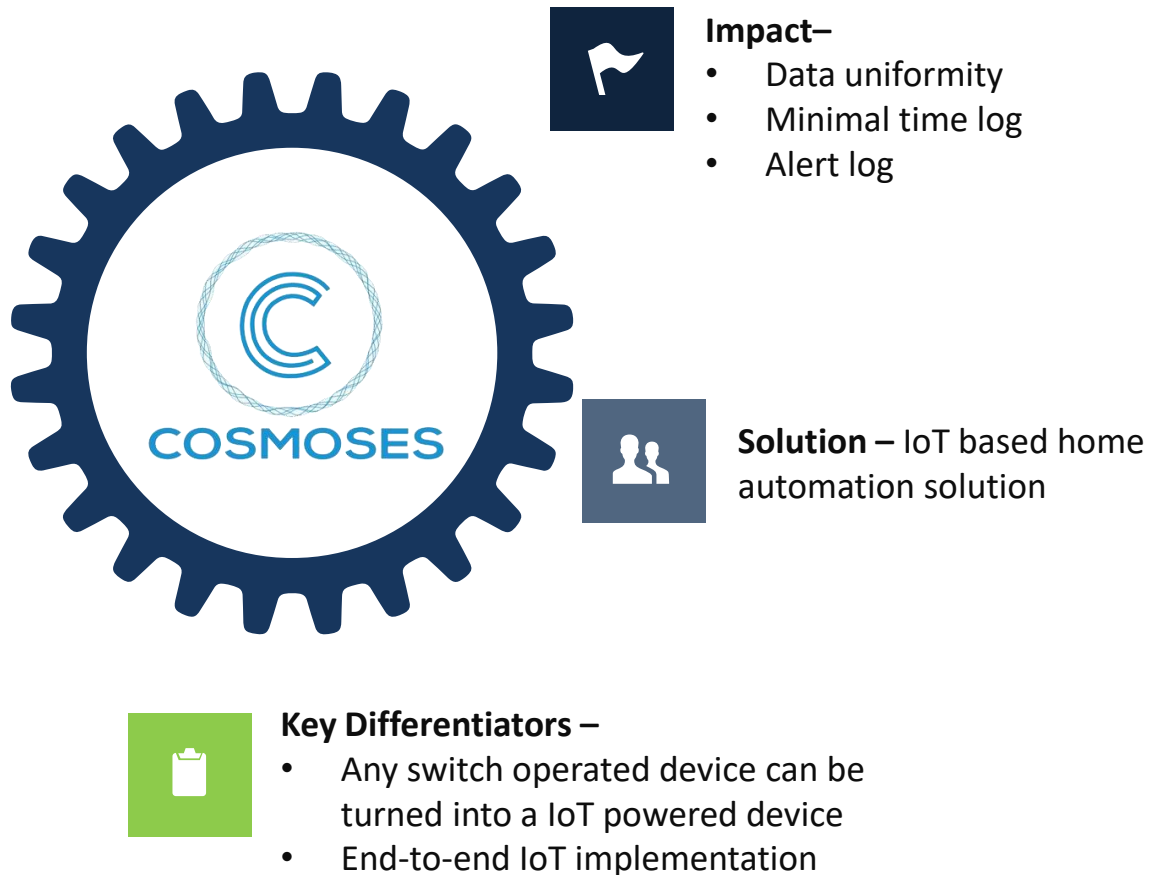 Impact–
• Data uniformity
• Minimal time log
• Alert log
C
COSMOSES
Solution – IoT based home
automation solution
Key Differentiators –
• Any switch operated device can be
turned into a IoT powered device
• End-to-end IoT implementation